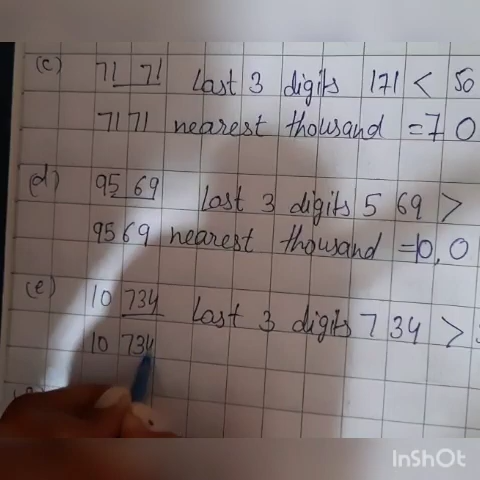 (c) 71 71 Last 3 digits 171 < 50
7171 nearest thousand = 7 0
(d) 95 69 Last 3 digits 5 69 >
9569 nearest thousand = 10,0
(e) 10 734 Last 3 digits 7 34 >
10 734
InShOt